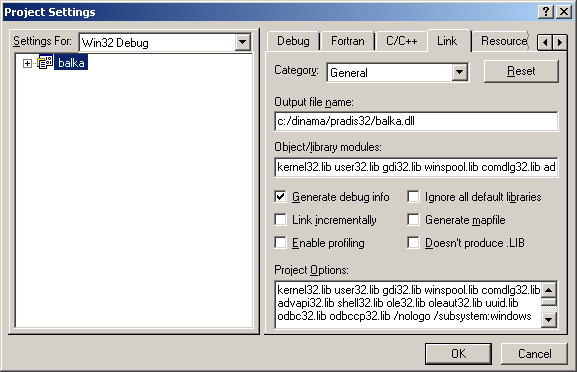 Project Settings
Settings For: Win32 Debug
balka
Debug Fortran C/C++ Link Resource
Category: General Reset
Output file name:
c:/dinama/pradis32/balka.dll
Object/library modules:
kernel32.lib user32.lib gdi32.lib winspool.lib comdlg32.lib ad
Generate debug info Ignore all default libraries
Link incrementally Generate mapfile
Enable profiling Doesn't produce .LIB
Project Options:
kernel32.lib user32.lib gdi32.lib winspool.lib comdlg32.lib
advapi32.lib shell32.lib ole32.lib oleaut32.lib uuid.lib
odbc32.lib odbccp32.lib /nologo /subsystem:windows
OK Cancel